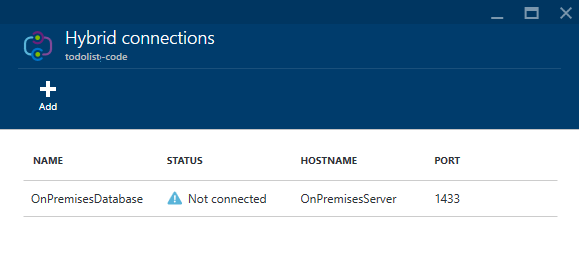 Hybrid connections
todolist-code
Add
NAME STATUS HOSTNAME PORT
OnPremisesDatabase Not connected OnPremisesServer 1433